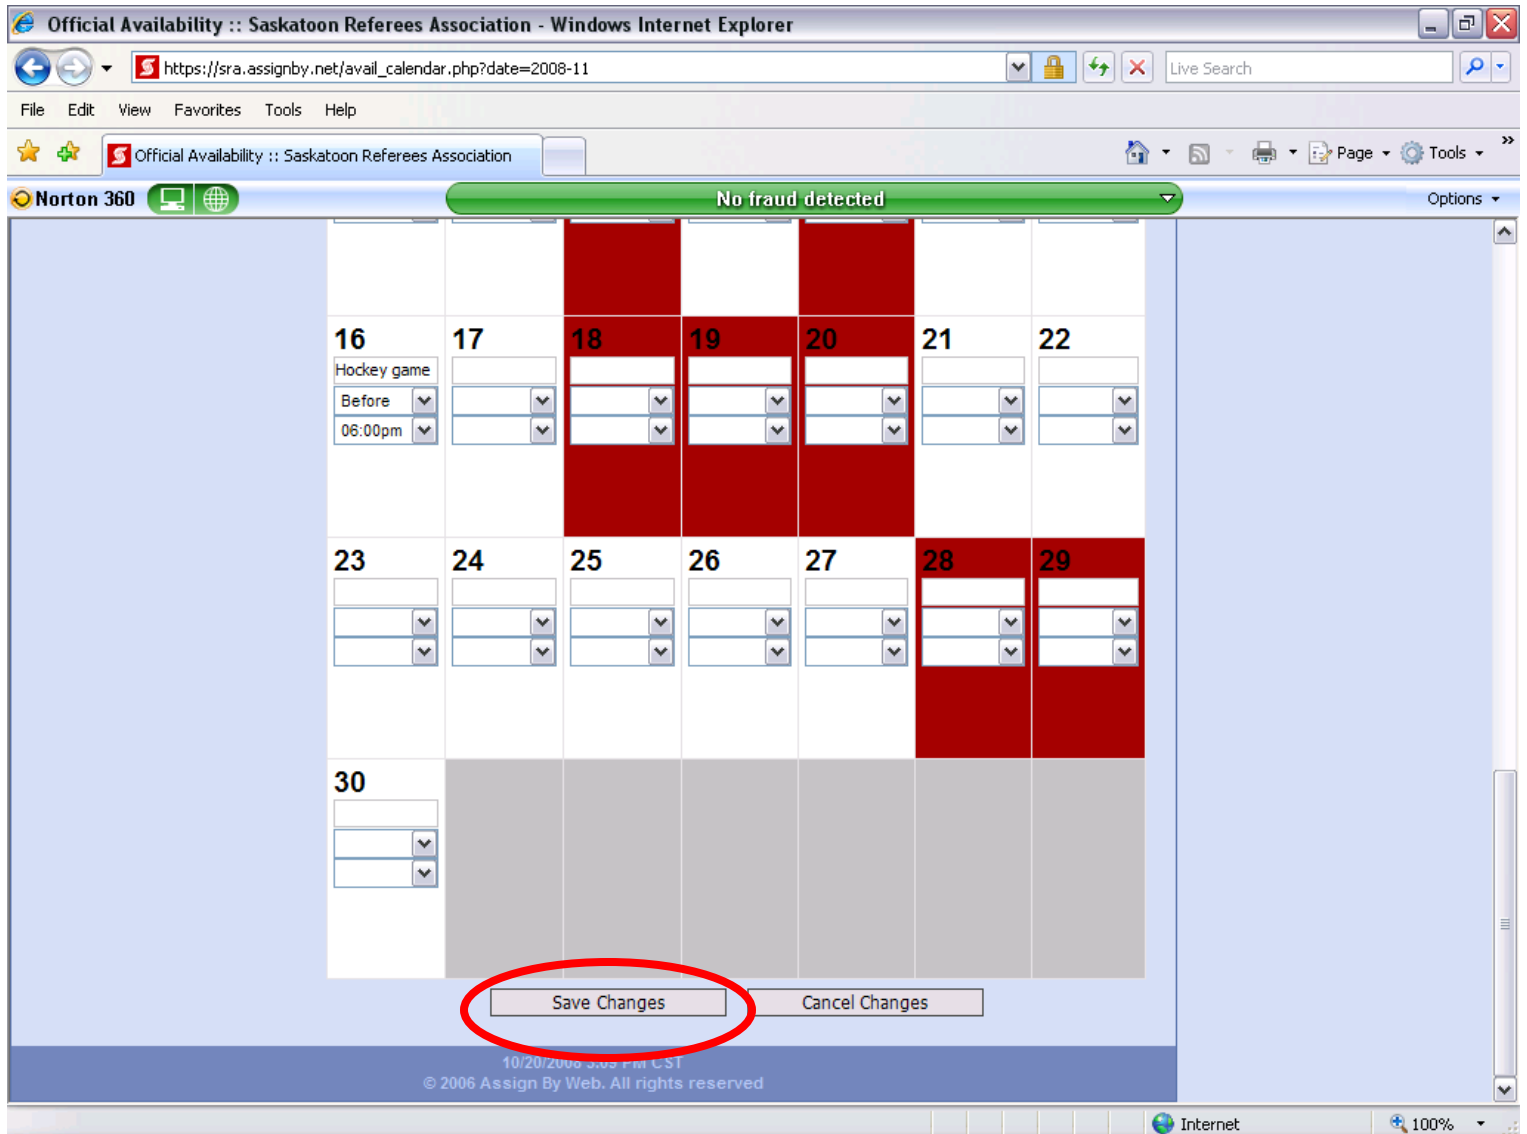 Official Availability :: Saskatoon Referees Association - Windows Internet Explorer
https://sra.assignby.net/avail_calendar.php?date=2008-11
Live Search
File Edit View Favorites Tools Help
Official Availability :: Saskatoon Referees Association
Page Tools
Norton 360
No fraud detected
Options
16 17 18 19 20 21 22
Hockey game
Before
06:00pm
23 24 25 26 27 28 29
30
Save Changes Cancel Changes
PM CST
© 2006 Assign By Web. All rights reserved
Internet 100%